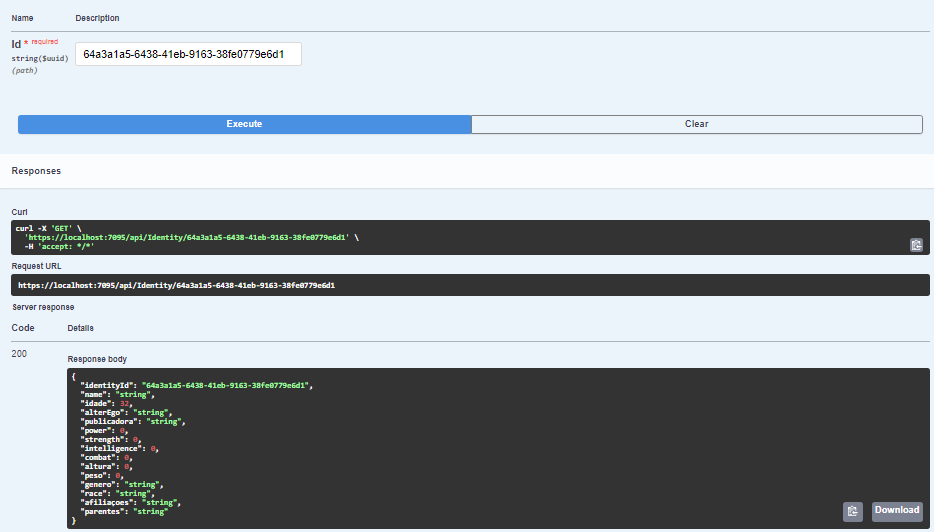 Name Description
Id * required
string($uuid)
(path)
64a3a1a5-6438-41eb-9163-38fe0779e6d1
Execute Clear
Responses
Curl
curl -X 'GET' \
'https://localhost:7095/api/Identity/64a3a1a5-6438-41eb-9163-38fe0779e6d1' \
-H 'accept: */*'
Request URL
https://localhost:7095/api/Identity/64a3a1a5-6438-41eb-9163-38fe0779e6d1
Server response
Code Details
200
Response body
{
"identityId": "64a3a1a5-6438-41eb-9163-38fe0779e6d1",
"name": "string",
"idade": 32,
"alterEgo": "string",
"publicadora": "string",
"power": 0,
"strength": 0,
"intelligence": 0,
"combat": 0,
"altura": 0,
"peso": 0,
"genero": "string",
"race": "string",
"afiliaçoes": "string",
"parentes": "string"
}
Download